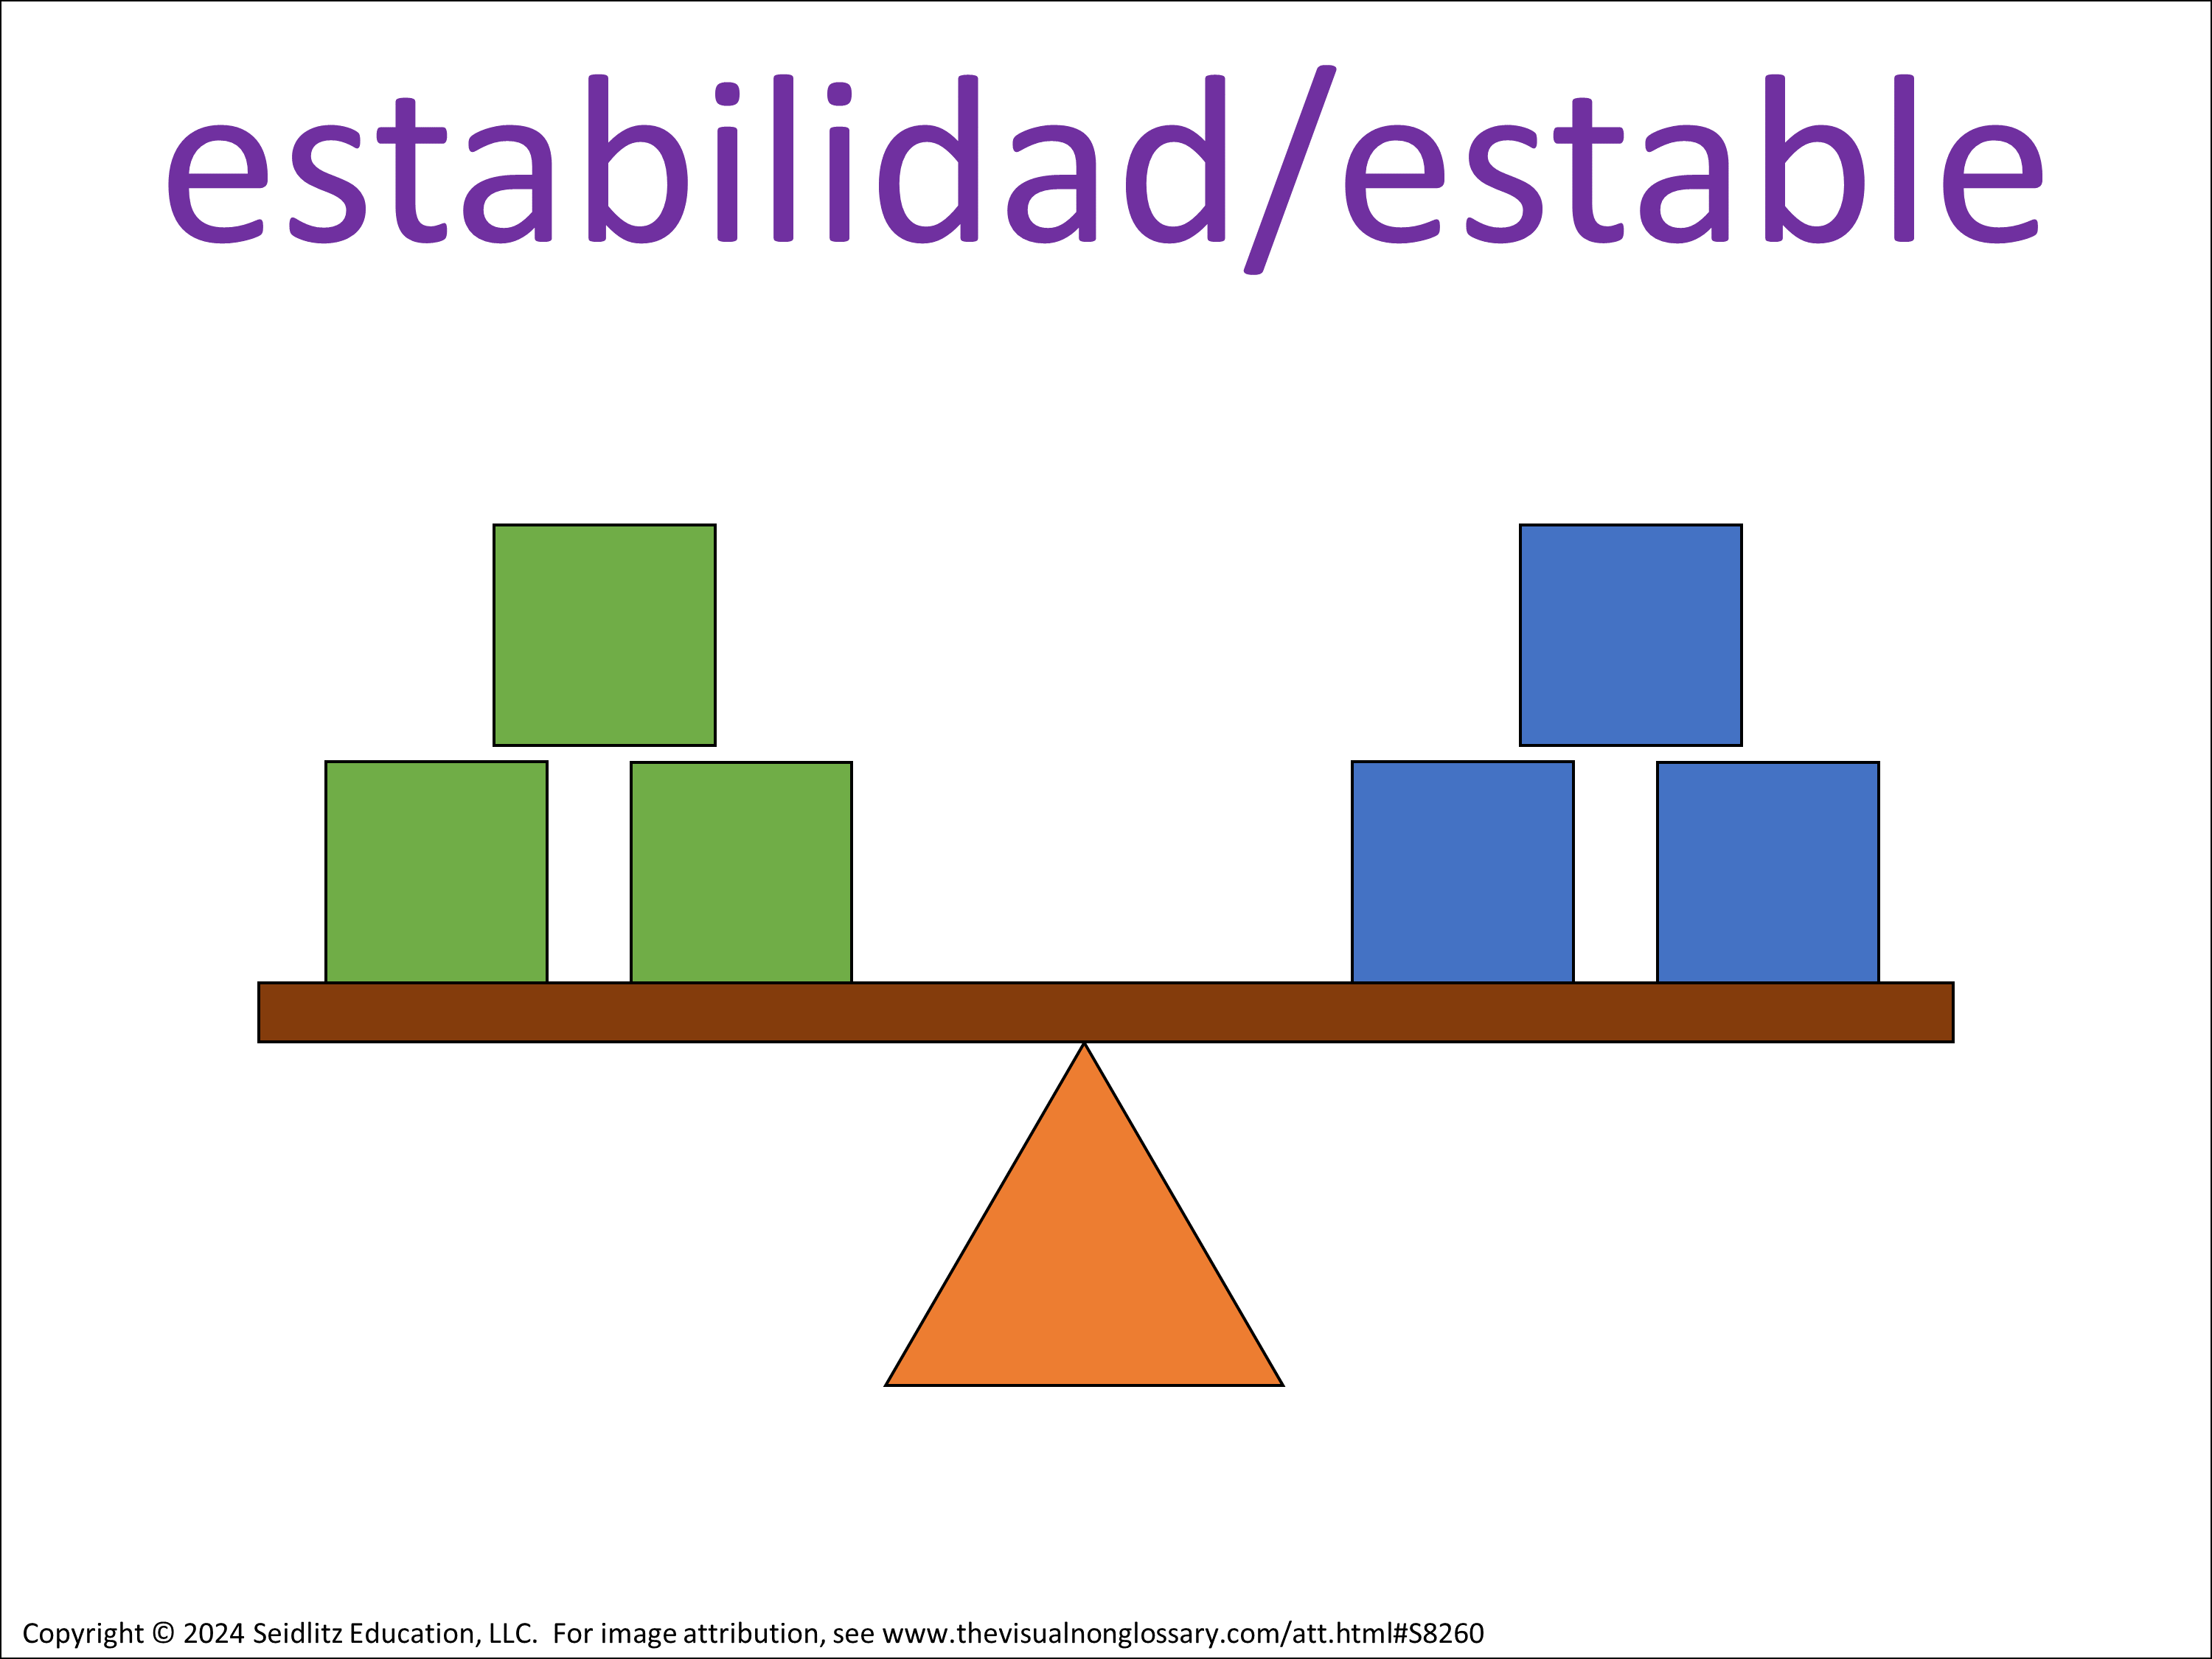 estabilidad/estable
Copyright © 2024 Seidlitz Education, LLC.  For image attribution, see www.thevisualnonglossary.com/att.html#S8260